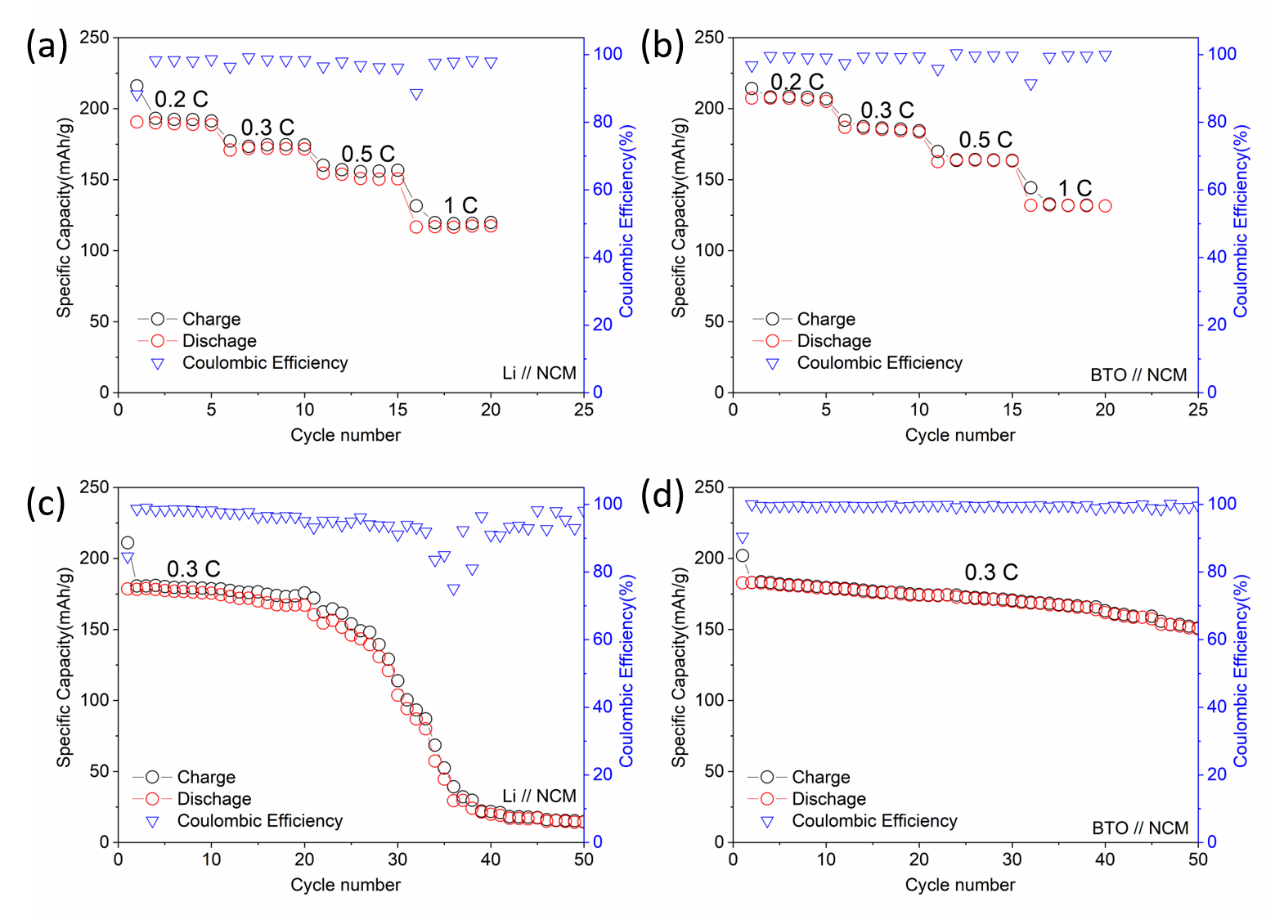 (a)
250
200
150
100
50
0
Specific Capacity(mAh/g)
0.2 C
0.3 C
0.5 C
1 C
Charge
Dischage
Coulombic Efficiency
Li // NCM
100
80
60
40
20
0
Coulombic Efficiency(%)
0 5 10 15 20 25
Cycle number
(b)
250
200
150
100
50
0
Specific Capacity(mAh/g)
0.2 C
0.3 C
0.5 C
1 C
Charge
Dischage
Coulombic Efficiency
BTO // NCM
100
80
60
40
20
0
Coulombic Efficiency(%)
0 5 10 15 20 25
Cycle number
(c)
250
200
150
100
50
0
Specific Capacity(mAh/g)
0.3 C
Charge
Dischage
Coulombic Efficiency
Li // NCM
100
80
60
40
20
0
Coulombic Efficiency(%)
0 10 20 30 40 50
Cycle number
(d)
250
200
150
100
50
0
Specific Capacity(mAh/g)
0.3 C
Charge
Dischage
Coulombic Efficiency
BTO // NCM
100
80
60
40
20
0
Coulombic Efficiency(%)
0 10 20 30 40 50
Cycle number